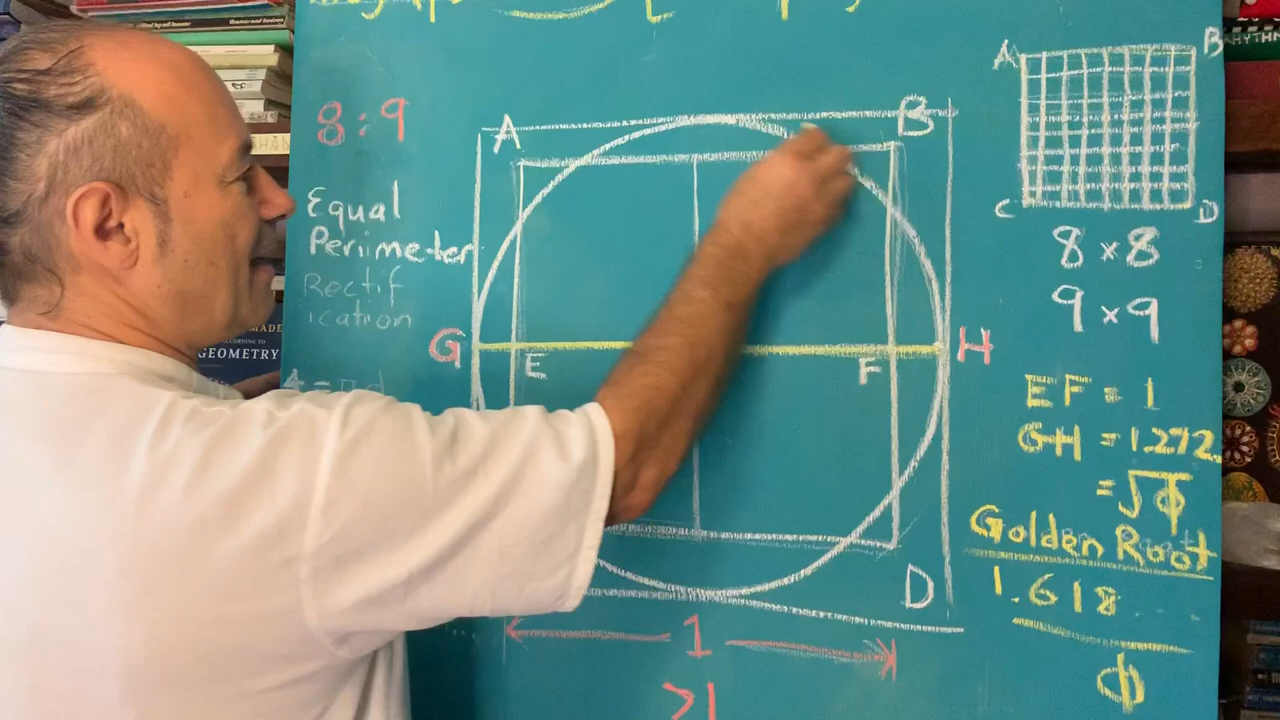 8:9
Equal
Perimeter
Rectif
ication
A
B
G
E
F
H
D
1
>1
A
B
C
D
8×8
9×9
EF = 1
GH = 1.272
= √Φ
Golden Root
1.618
Φ
GEOMETRY